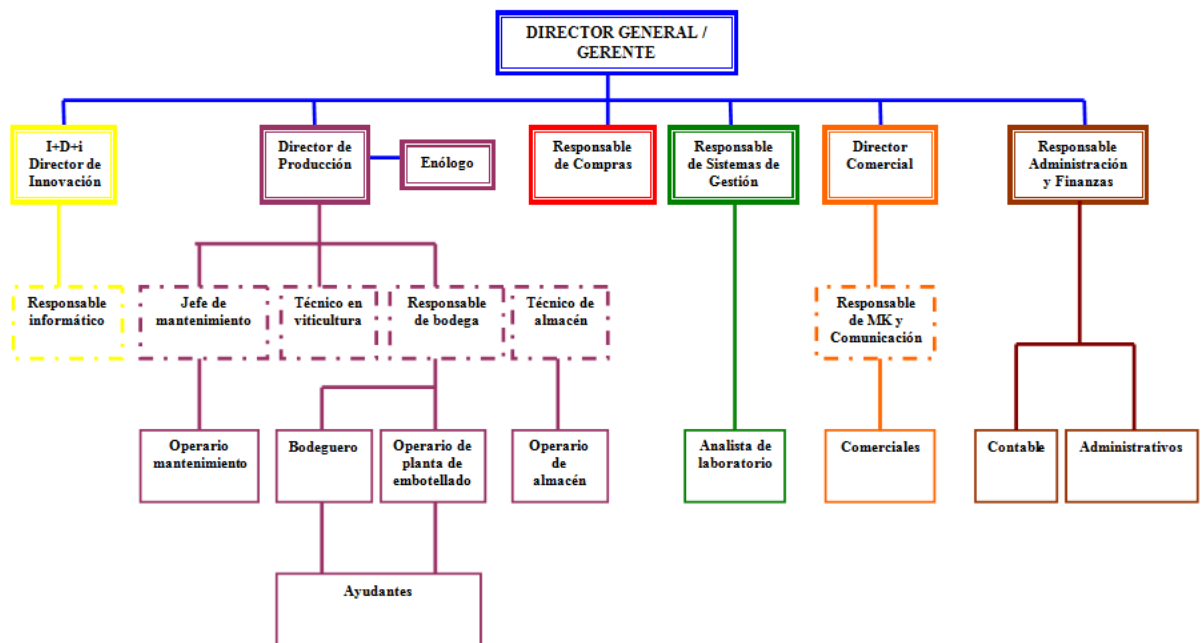 DIRECTOR GENERAL /
GERENTE
I+D+i
Director de
Innovación
Director de
Producción
Enólogo
Responsable
de Compras
Responsable
de Sistemas de
Gestión
Director
Comercial
Responsable
Administración
y Finanzas
Responsable
informático
Jefe de
mantenimiento
Técnico en
viticultura
Responsable
de bodega
Técnico de
almacén
Responsable
de MK y
Comunicación
Operario
mantenimiento
Bodeguero
Operario de
planta de
embotellado
Operario
de
almacén
Analista de
laboratorio
Comerciales
Contable
Administrativos
Ayudantes